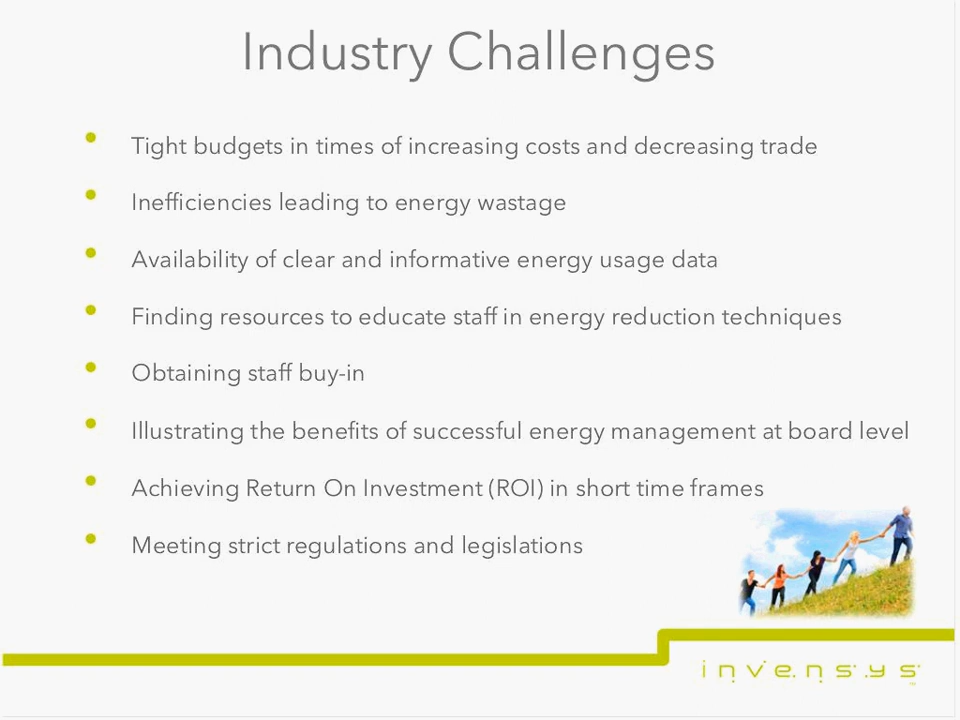 Industry Challenges
• Tight budgets in times of increasing costs and decreasing trade
• Inefficiencies leading to energy wastage
• Availability of clear and informative energy usage data
• Finding resources to educate staff in energy reduction techniques
• Obtaining staff buy-in
• Illustrating the benefits of successful energy management at board level
• Achieving Return On Investment (ROI) in short time frames
• Meeting strict regulations and legislations
invensys